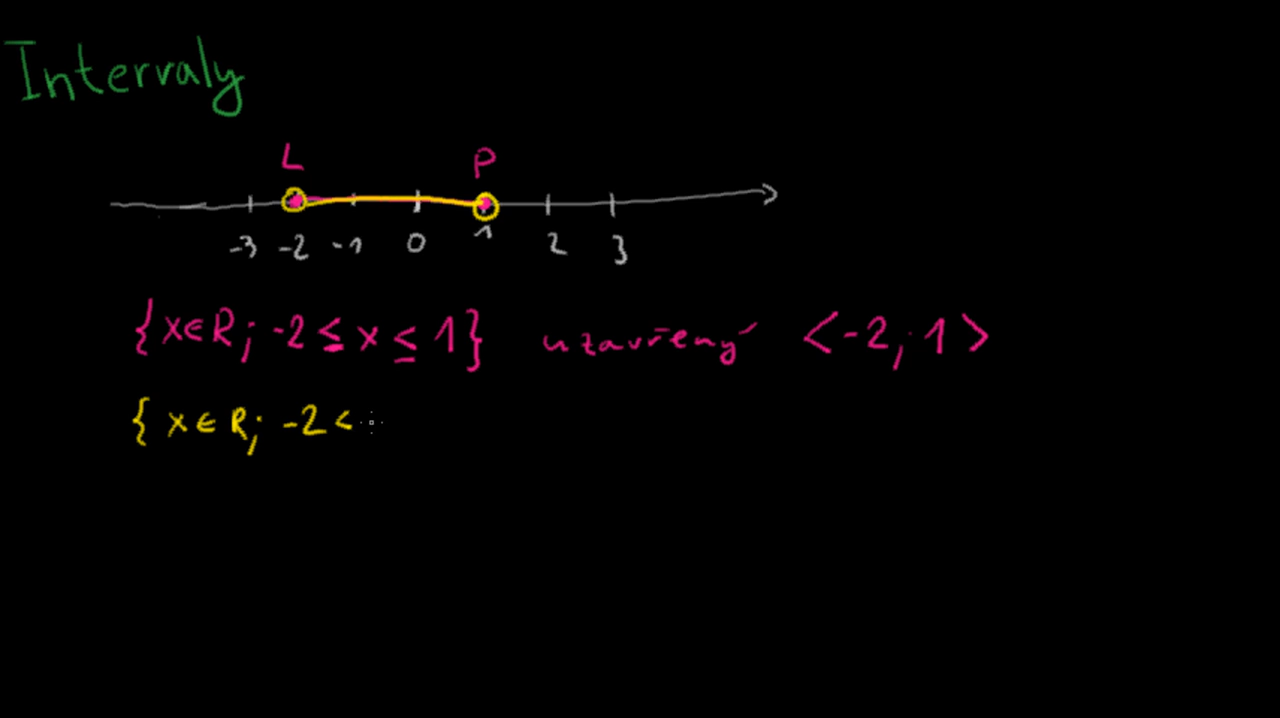 Intervaly
L P
-3 -2 -1 0 1 2 3
{x∈R; -2 ≤ x ≤ 1} uzavřený <-2; 1>
{x∈R; -2 <